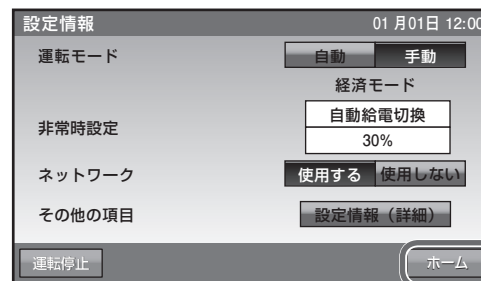 設定情報 01月01日 12:00
運転モード 自動 手動
経済モード
非常時設定 自動給電切換
30%
ネットワーク 使用する 使用しない
その他の項目 設定情報（詳細）
運転停止 ホーム